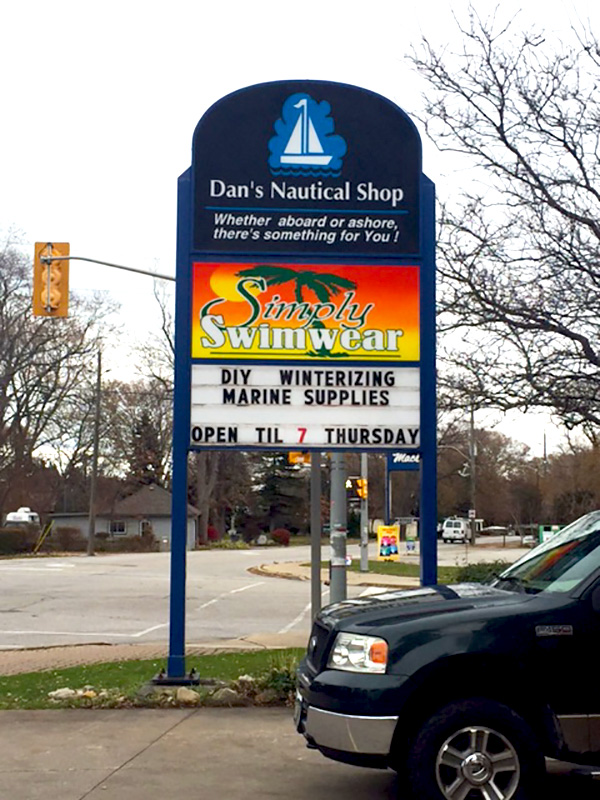 Dan's Nautical Shop
Whether aboard or ashore,
there's something for You !
Simply
Swimwear
DIY WINTERIZING
MARINE SUPPLIES
OPEN TIL 7 THURSDAY